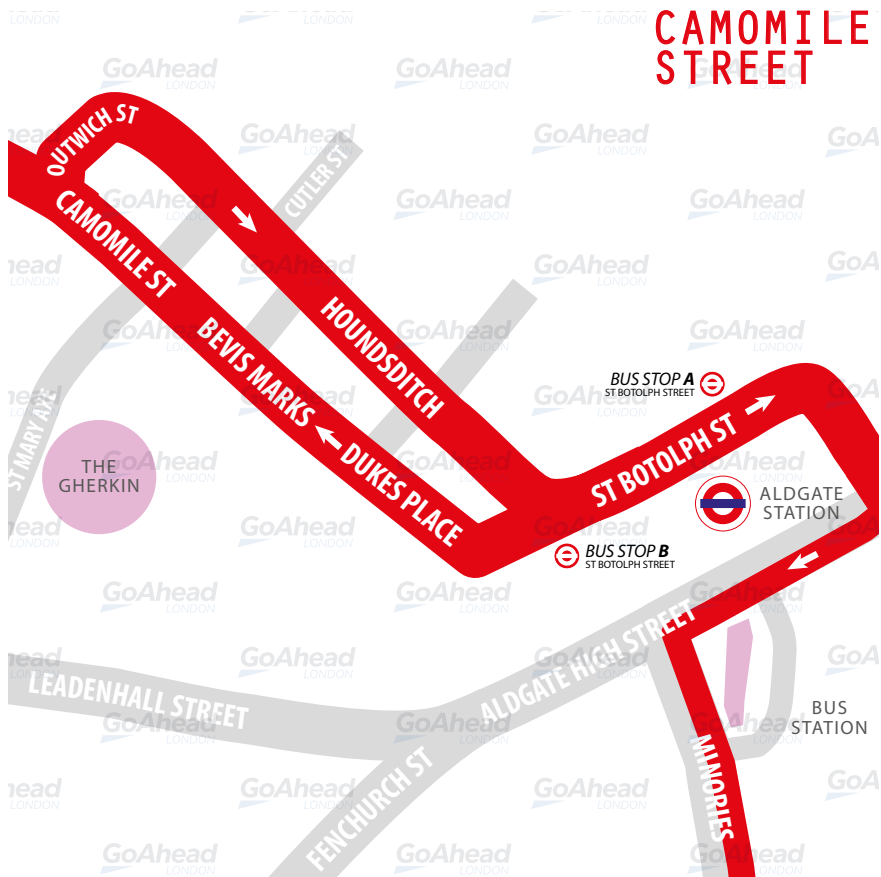 CAMOMILE
STREET
OUTWICH ST
CUTLER ST
CAMOMILE ST
HOUNDSDITCH
BEVIS MARKS
DUKES PLACE
BUS STOP A
ST BOTOLPH STREET
ST BOTOLPH ST
ST MARY AXE
THE
GHERKIN
ALDGATE
STATION
BUS STOP B
ST BOTOLPH STREET
ALDGATE HIGH STREET
LEADENHALL STREET
BUS
STATION
MINORIES
FENCHURCH ST
GoAhead
LONDON